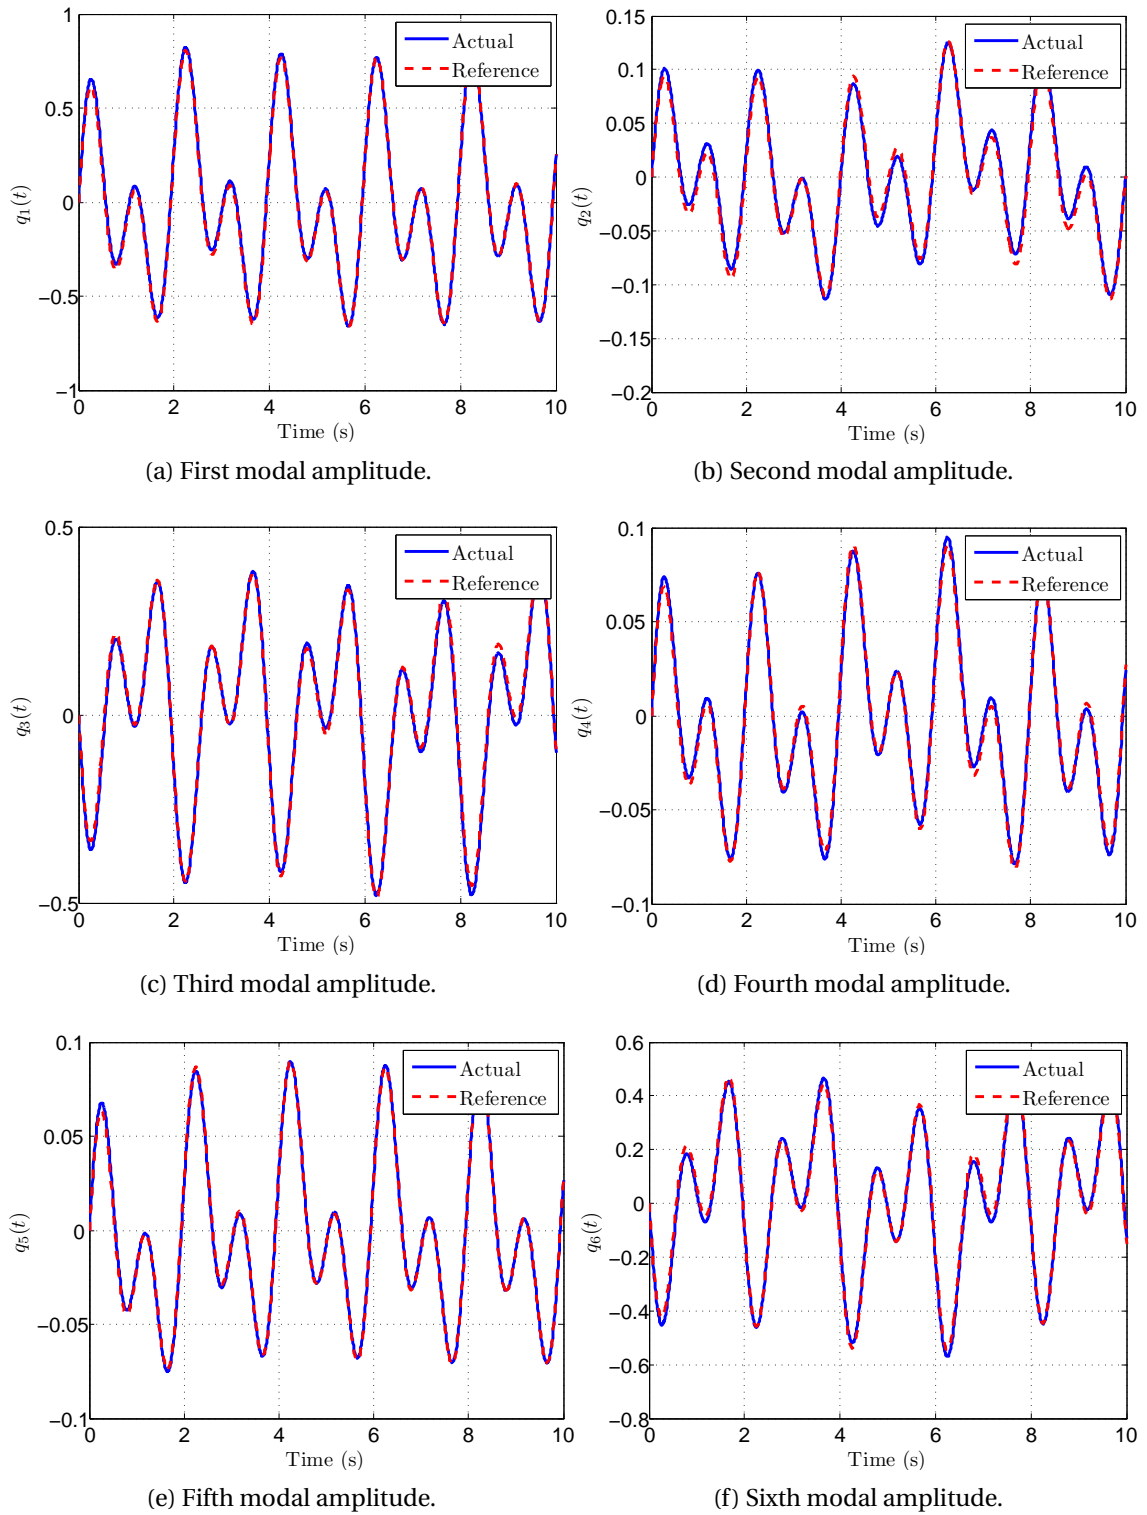 1
0.5
0
−0.5
−1
q1(t)
Actual
Reference
0 2 4 6 8 10
Time (s)
(a) First modal amplitude.
0.15
0.1
0.05
0
−0.05
−0.1
−0.15
−0.2
q2(t)
Actual
Reference
0 2 4 6 8 10
Time (s)
(b) Second modal amplitude.
0.5
0
−0.5
q3(t)
Actual
Reference
0 2 4 6 8 10
Time (s)
(c) Third modal amplitude.
0.1
0.05
0
−0.05
−0.1
q4(t)
Actual
Reference
0 2 4 6 8 10
Time (s)
(d) Fourth modal amplitude.
0.1
0.05
0
−0.05
−0.1
q5(t)
Actual
Reference
0 2 4 6 8 10
Time (s)
(e) Fifth modal amplitude.
0.6
0.4
0.2
0
−0.2
−0.4
−0.6
−0.8
q6(t)
Actual
Reference
0 2 4 6 8 10
Time (s)
(f) Sixth modal amplitude.